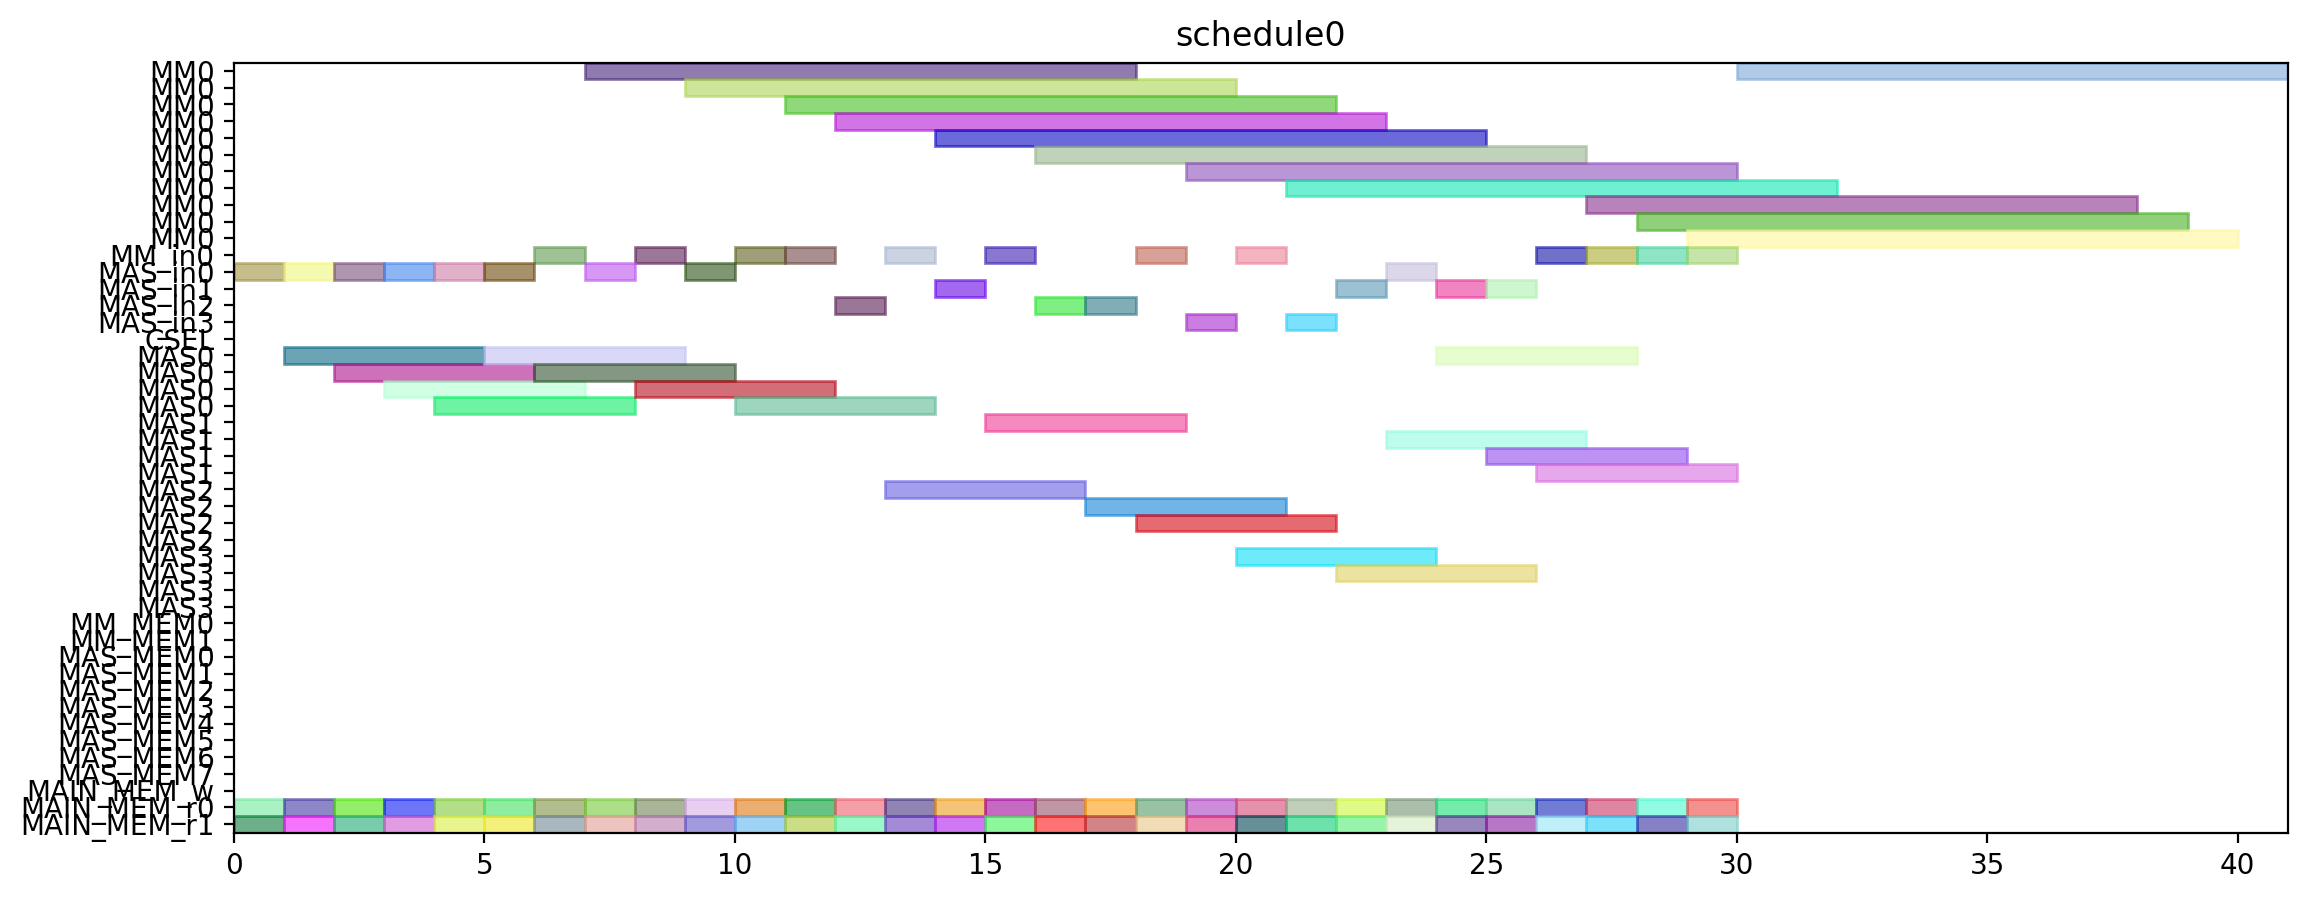 schedule0
MM0
MM0
MM0
MM0
MM0
MM0
MM0
MM0
MM0
MM0
MM0
MM_in0
MAS_in0
MAS_in1
MAS_in2
MAS_in3
CSEL
MAS0
MAS0
MAS0
MAS0
MAS1
MAS1
MAS1
MAS1
MAS2
MAS2
MAS2
MAS2
MAS3
MAS3
MAS3
MAS3
MM_MEM0
MM_MEM1
MAS_MEM0
MAS_MEM1
MAS_MEM2
MAS_MEM3
MAS_MEM4
MAS_MEM5
MAS_MEM6
MAS_MEM7
MAIN_MEM_w
MAIN_MEM_r0
MAIN_MEM_r1
0 5 10 15 20 25 30 35 40